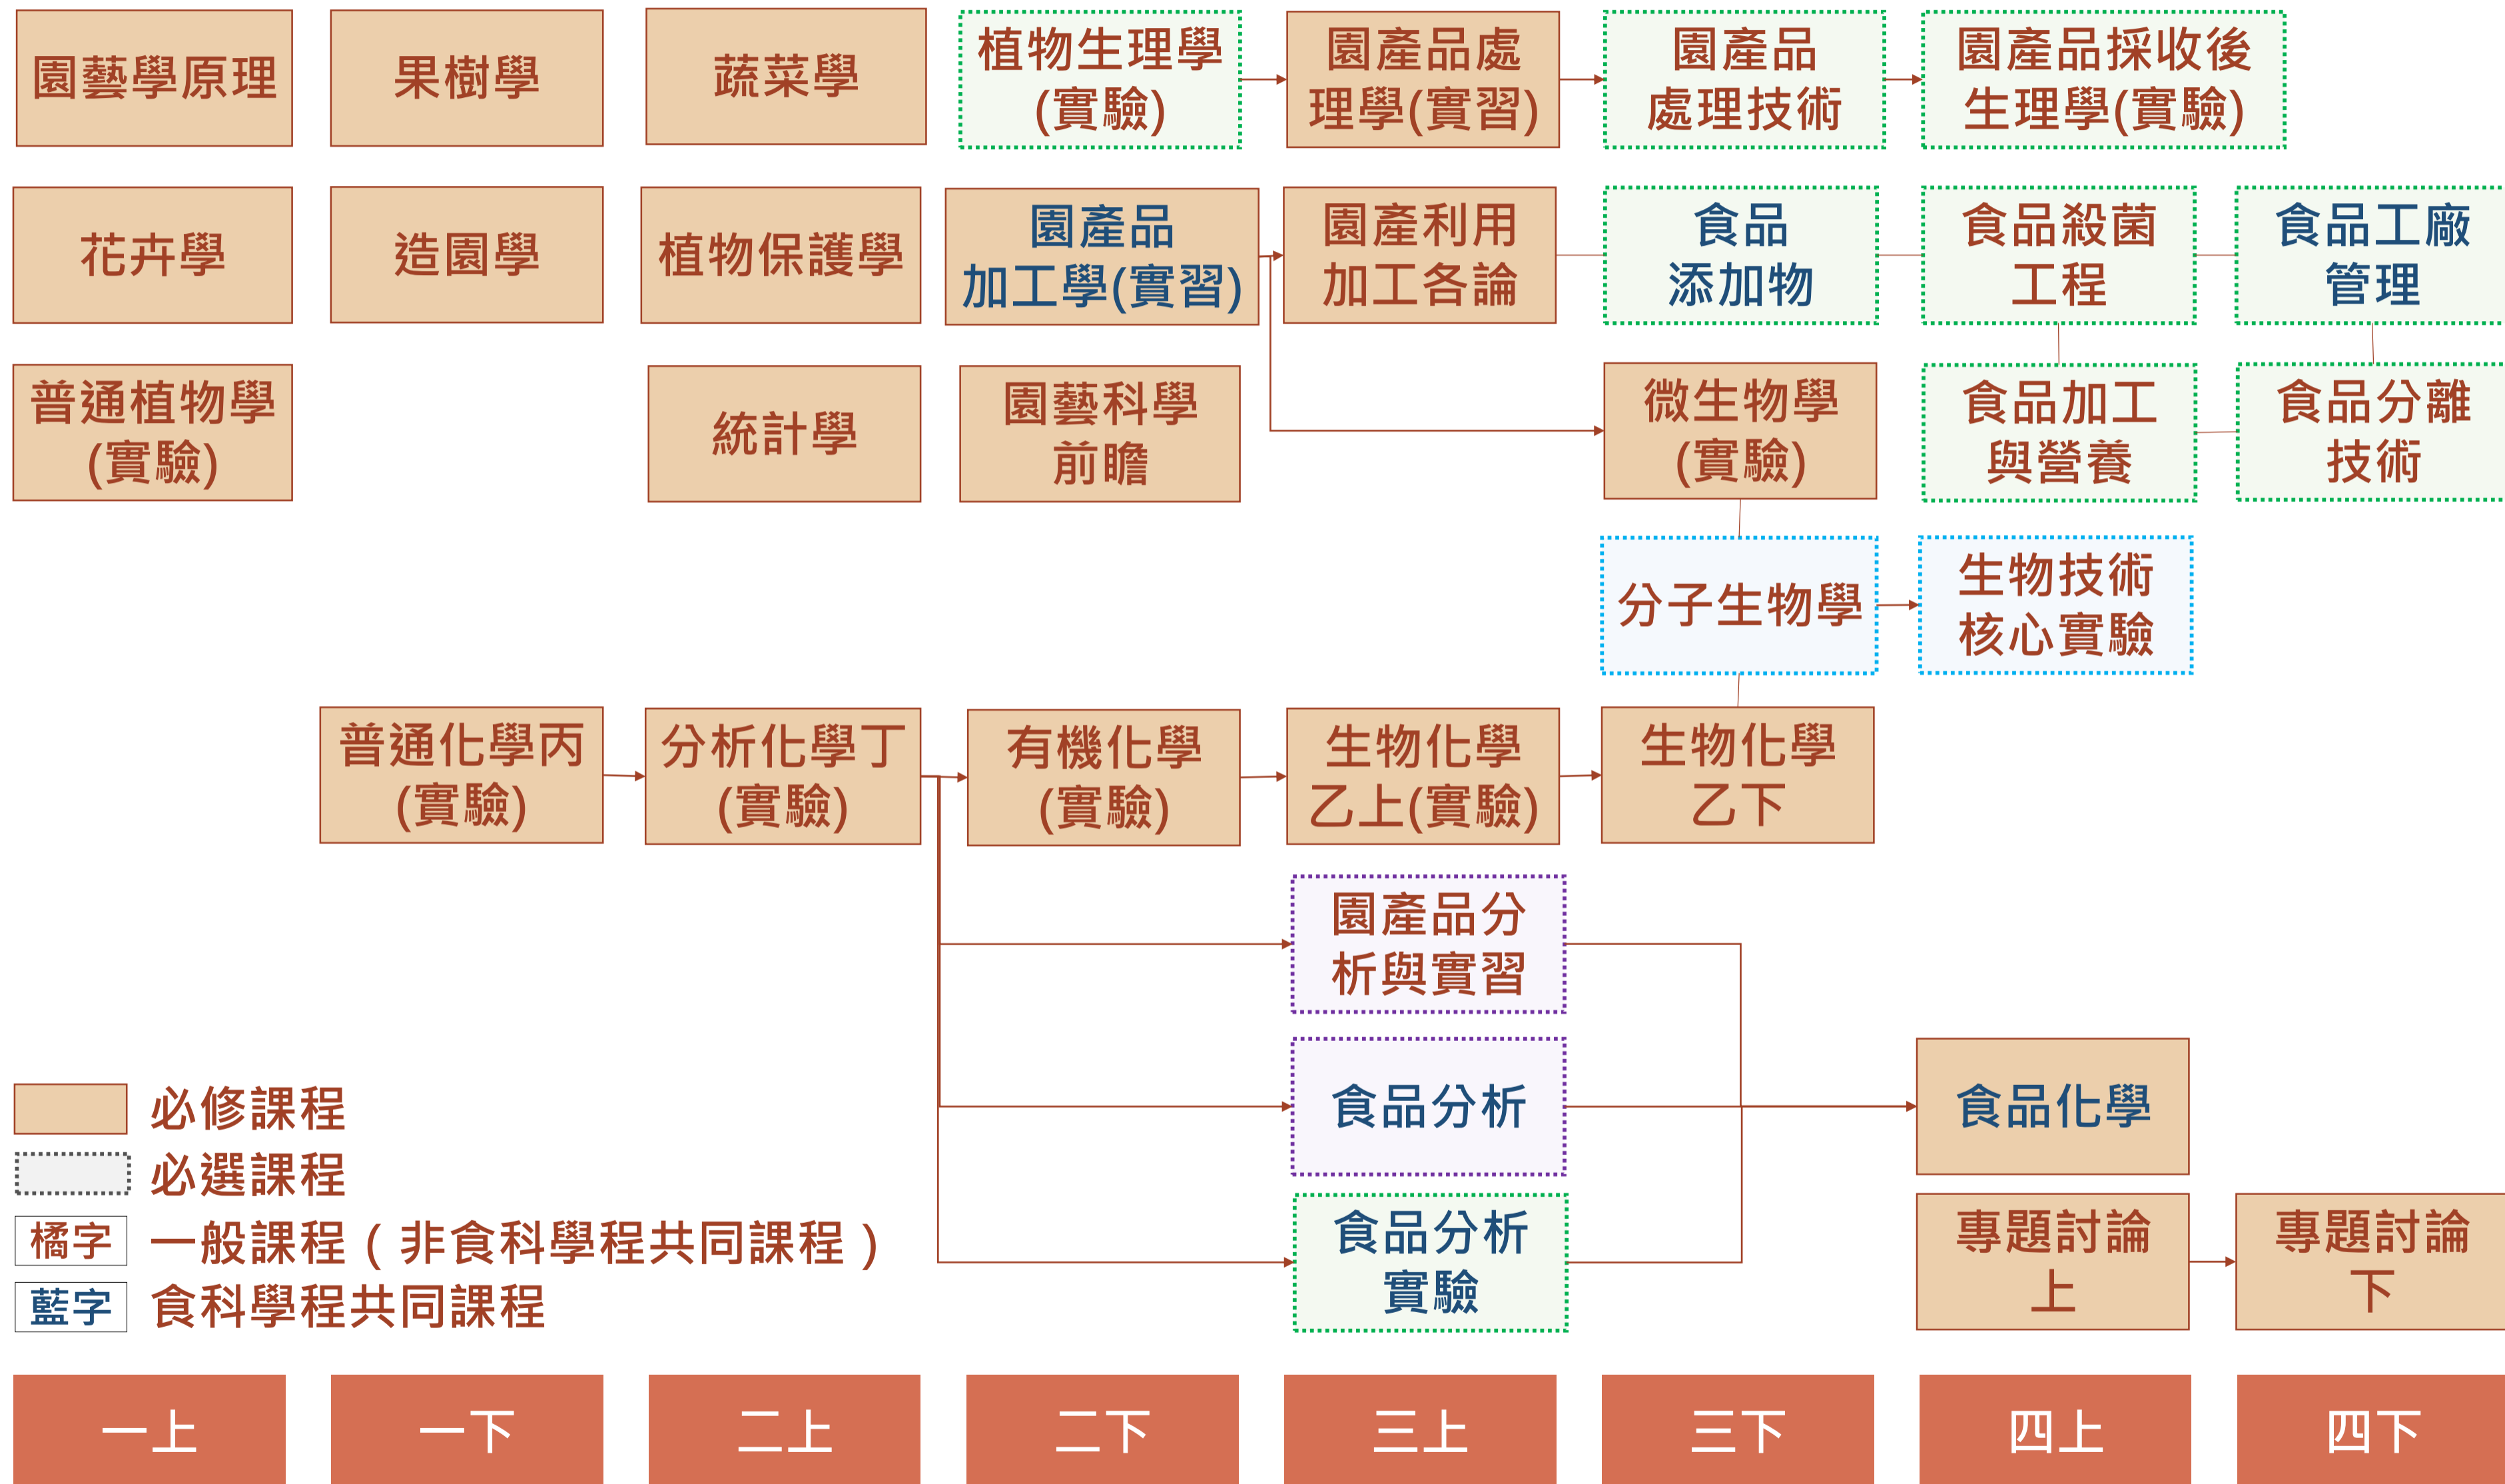 園藝學原理
果樹學
蔬菜學
植物生理學
(實驗)
園產品處
理學(實習)
園產品
處理技術
園產品採收後
生理學(實驗)
花卉學
造園學
植物保護學
園產品
加工學(實習)
園產利用
加工各論
食品
添加物
食品殺菌
工程
食品工廠
管理
普通植物學
(實驗)
統計學
園藝科學
前瞻
微生物學
(實驗)
食品加工
與營養
食品分離
技術
分子生物學
生物技術
核心實驗
普通化學丙
(實驗)
分析化學丁
(實驗)
有機化學
(實驗)
生物化學
乙上(實驗)
生物化學
乙下
園產品分
析與實習
食品分析
食品化學
食品分析
實驗
專題討論
上
專題討論
下
必修課程
必選課程
橘字 一般課程(非食科學程共同課程)
藍字 食科學程共同課程
一上
一下
二上
二下
三上
三下
四上
四下